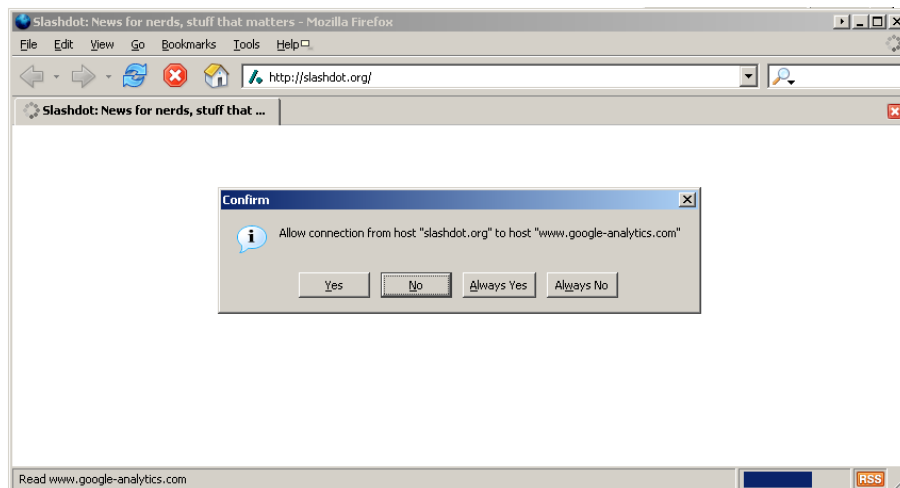 Slashdot: News for nerds, stuff that matters - Mozilla Firefox
File Edit View Go Bookmarks Tools Help
http://slashdot.org/
Slashdot: News for nerds, stuff that ...
Confirm
Allow connection from host "slashdot.org" to host "www.google-analytics.com"
Yes No Always Yes Always No
Read www.google-analytics.com
RSS